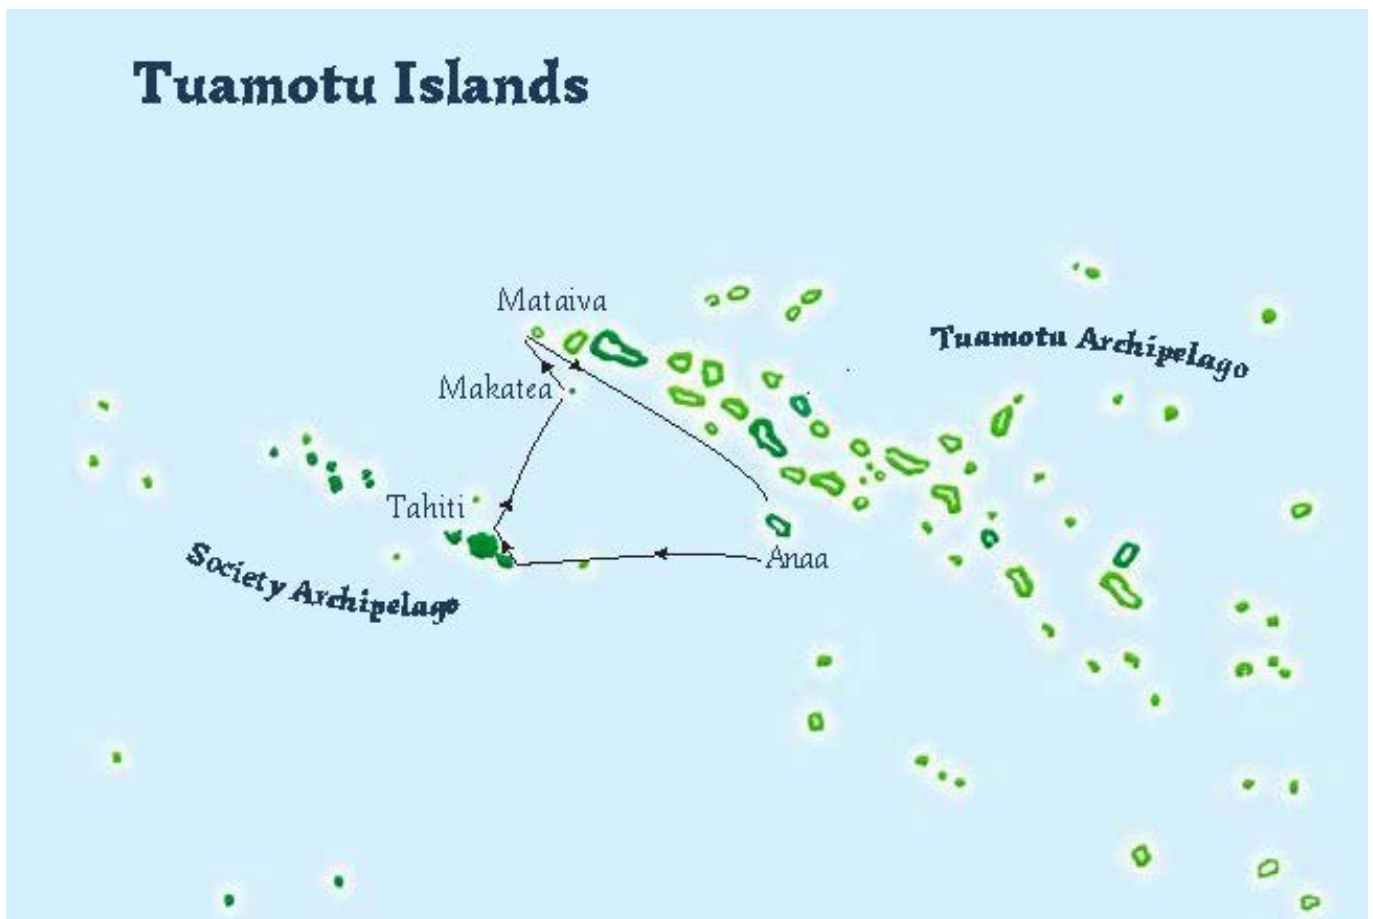 Tuamotu Islands
Mataiva
Tuamotu Archipelago
Makatea
Tahiti
Society Archipelago
Anaa